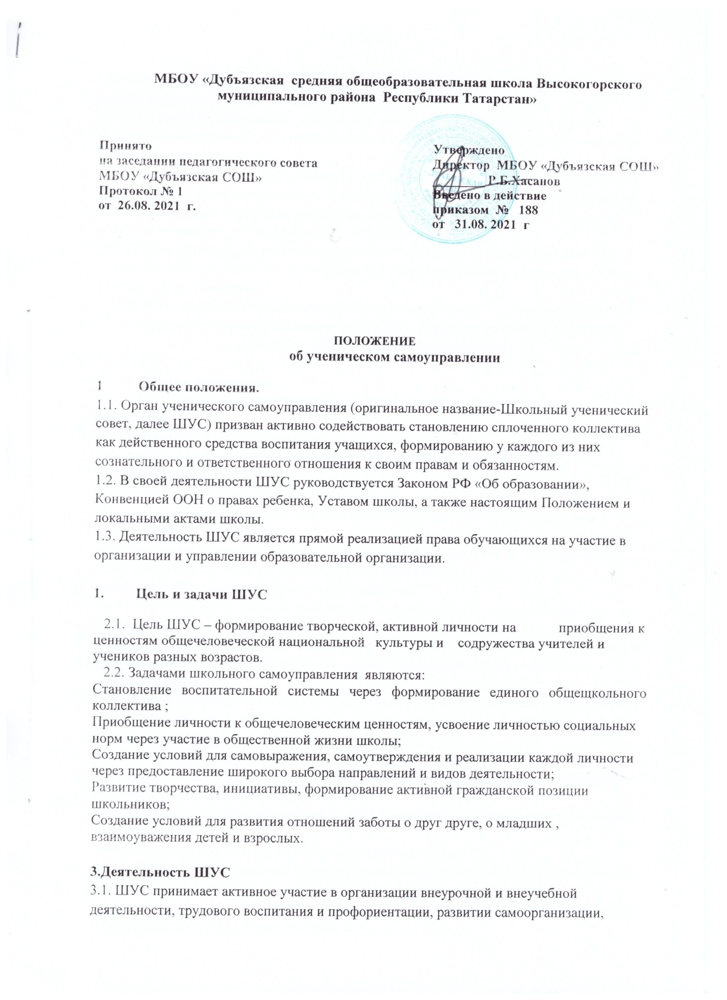 МБОУ «Дубъязская средняя общеобразовательная школа Высокогорского
муниципального района Республики Татарстан»
Принято
на заседании педагогического совета
МБОУ «Дубъязская СОШ»
Протокол № 1
от 26.08. 2021 г.
Утверждено
Директор МБОУ «Дубъязская СОШ»
________ Р.Б.Хасанов
Введено в действие
приказом № 188
от 31.08. 2021 г
ПОЛОЖЕНИЕ
об ученическом самоуправлении
1 Общее положения.
1.1. Орган ученического самоуправления (оригинальное название-Школьный ученический
совет, далее ШУС) призван активно содействовать становлению сплоченного коллектива
как действенного средства воспитания учащихся, формированию у каждого из них
сознательного и ответственного отношения к своим правам и обязанностям.
1.2. В своей деятельности ШУС руководствуется Законом РФ «Об образовании»,
Конвенцией ООН о правах ребенка, Уставом школы, а также настоящим Положением и
локальными актами школы.
1.3. Деятельность ШУС является прямой реализацией права обучающихся на участие в
организации и управлении образовательной организации.
1. Цель и задачи ШУС
2.1. Цель ШУС – формирование творческой, активной личности на приобщения к
ценностям общечеловеческой национальной культуры и содружества учителей и
учеников разных возрастов.
2.2. Задачами школьного самоуправления являются:
Становление воспитательной системы через формирование единого общещкольного
коллектива ;
Приобщение личности к общечеловеческим ценностям, усвоение личностью социальных
норм через участие в общественной жизни школы;
Создание условий для самовыражения, самоутверждения и реализации каждой личности
через предоставление широкого выбора направлений и видов деятельности;
Развитие творчества, инициативы, формирование активной гражданской позиции
школьников;
Создание условий для развития отношений заботы о друг друге, о младших ,
взаимоуважения детей и взрослых.
3.Деятельность ШУС
3.1. ШУС принимает активное участие в организации внеурочной и внеучебной
деятельности, трудового воспитания и профориентации, развитии самоорганизации,